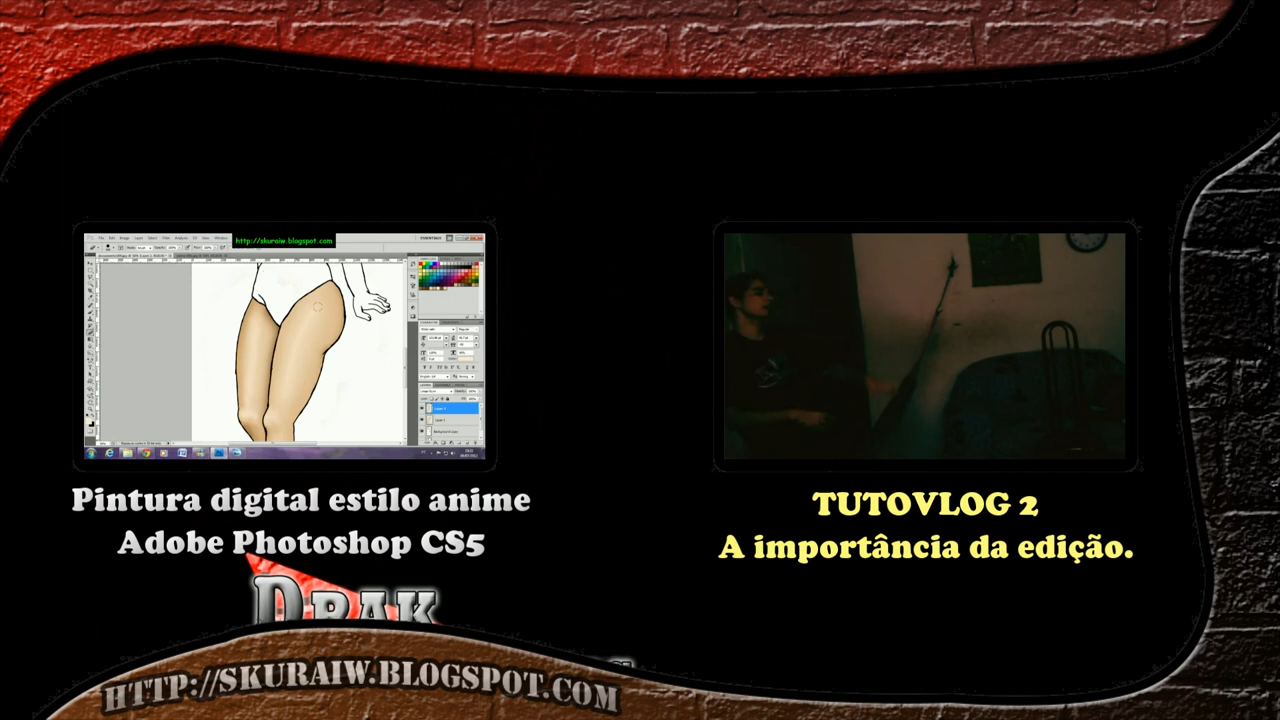 http://skuraiw.blogspot.com
Pintura digital estilo anime
Adobe Photoshop CS5
TUTOVLOG 2
A importância da edição.
DRAK
HTTP://SKURAIW.BLOGSPOT.COM